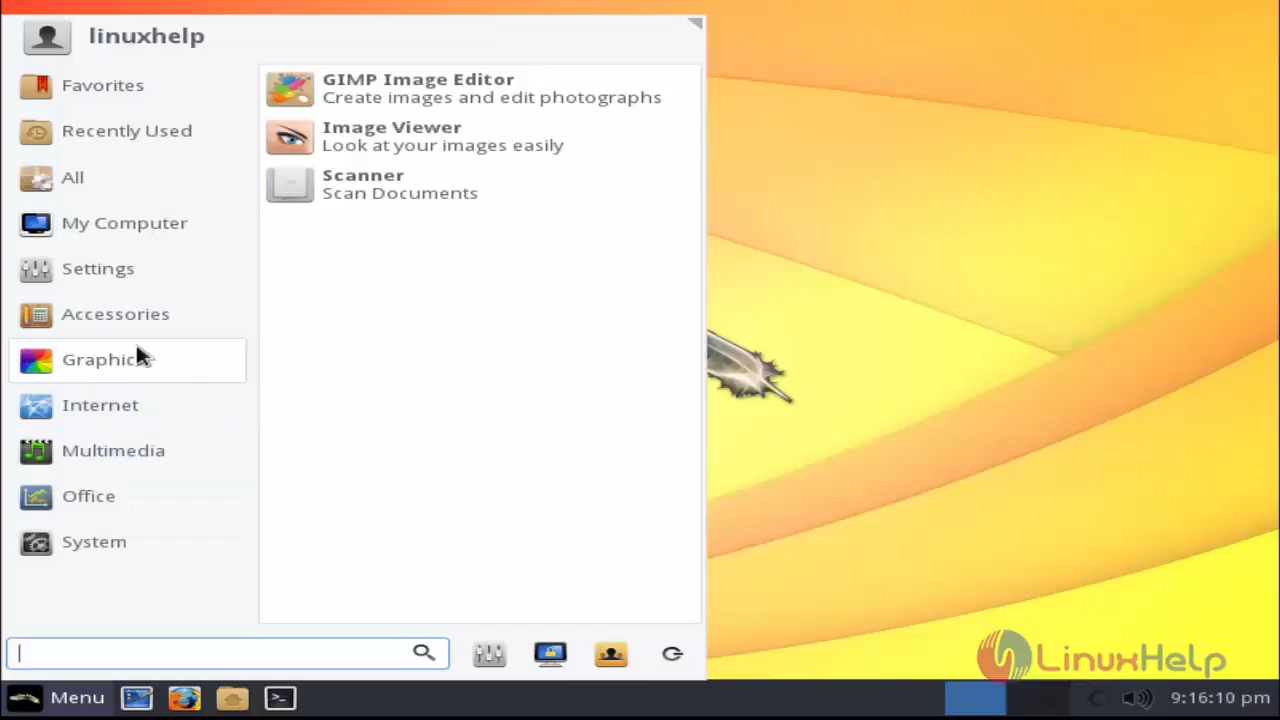 linuxhelp
Favorites
Recently Used
All
My Computer
Settings
Accessories
Graphics
Internet
Multimedia
Office
System
GIMP Image Editor
Create images and edit photographs
Image Viewer
Look at your images easily
Scanner
Scan Documents
LinuxHelp
Menu
9:16:10 pm